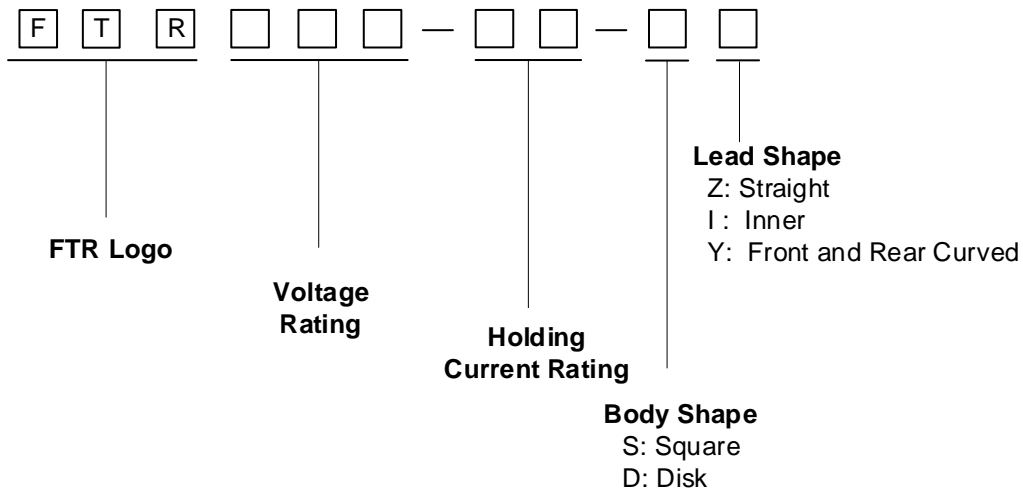 F T R □ □ □ — □ □ — □ □
Lead Shape
Z: Straight
I : Inner
Y: Front and Rear Curved
FTR Logo
Voltage
Rating
Holding
Current Rating
Body Shape
S: Square
D: Disk